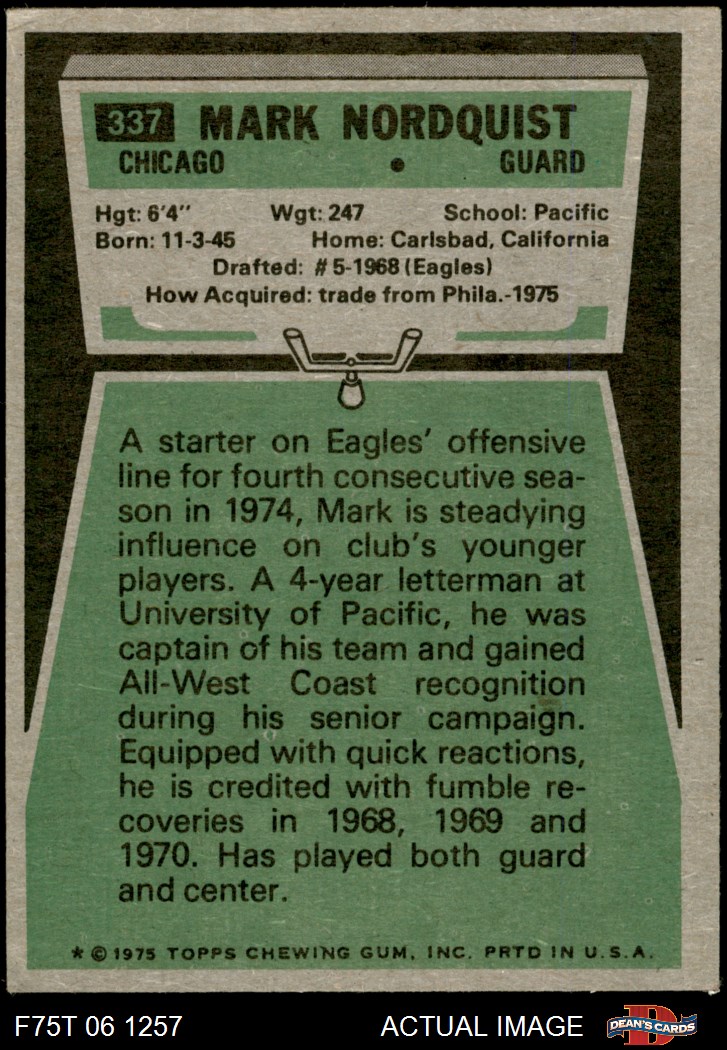 337 MARK NORDQUIST
CHICAGO • GUARD
Hgt: 6'4" Wgt: 247 School: Pacific
Born: 11-3-45 Home: Carlsbad, California
Drafted: #5-1968 (Eagles)
How Acquired: trade from Phila.-1975
A starter on Eagles' offensive
line for fourth consecutive sea-
son in 1974, Mark is steadying
influence on club's younger
players. A 4-year letterman at
University of Pacific, he was
captain of his team and gained
All-West Coast recognition
during his senior campaign.
Equipped with quick reactions,
he is credited with fumble re-
coveries in 1968, 1969 and
1970. Has played both guard
and center.
* © 1975 TOPPS CHEWING GUM, INC. PRTD IN U.S.A.
F75T 06 1257 ACTUAL IMAGE D DEAN'S CARDS